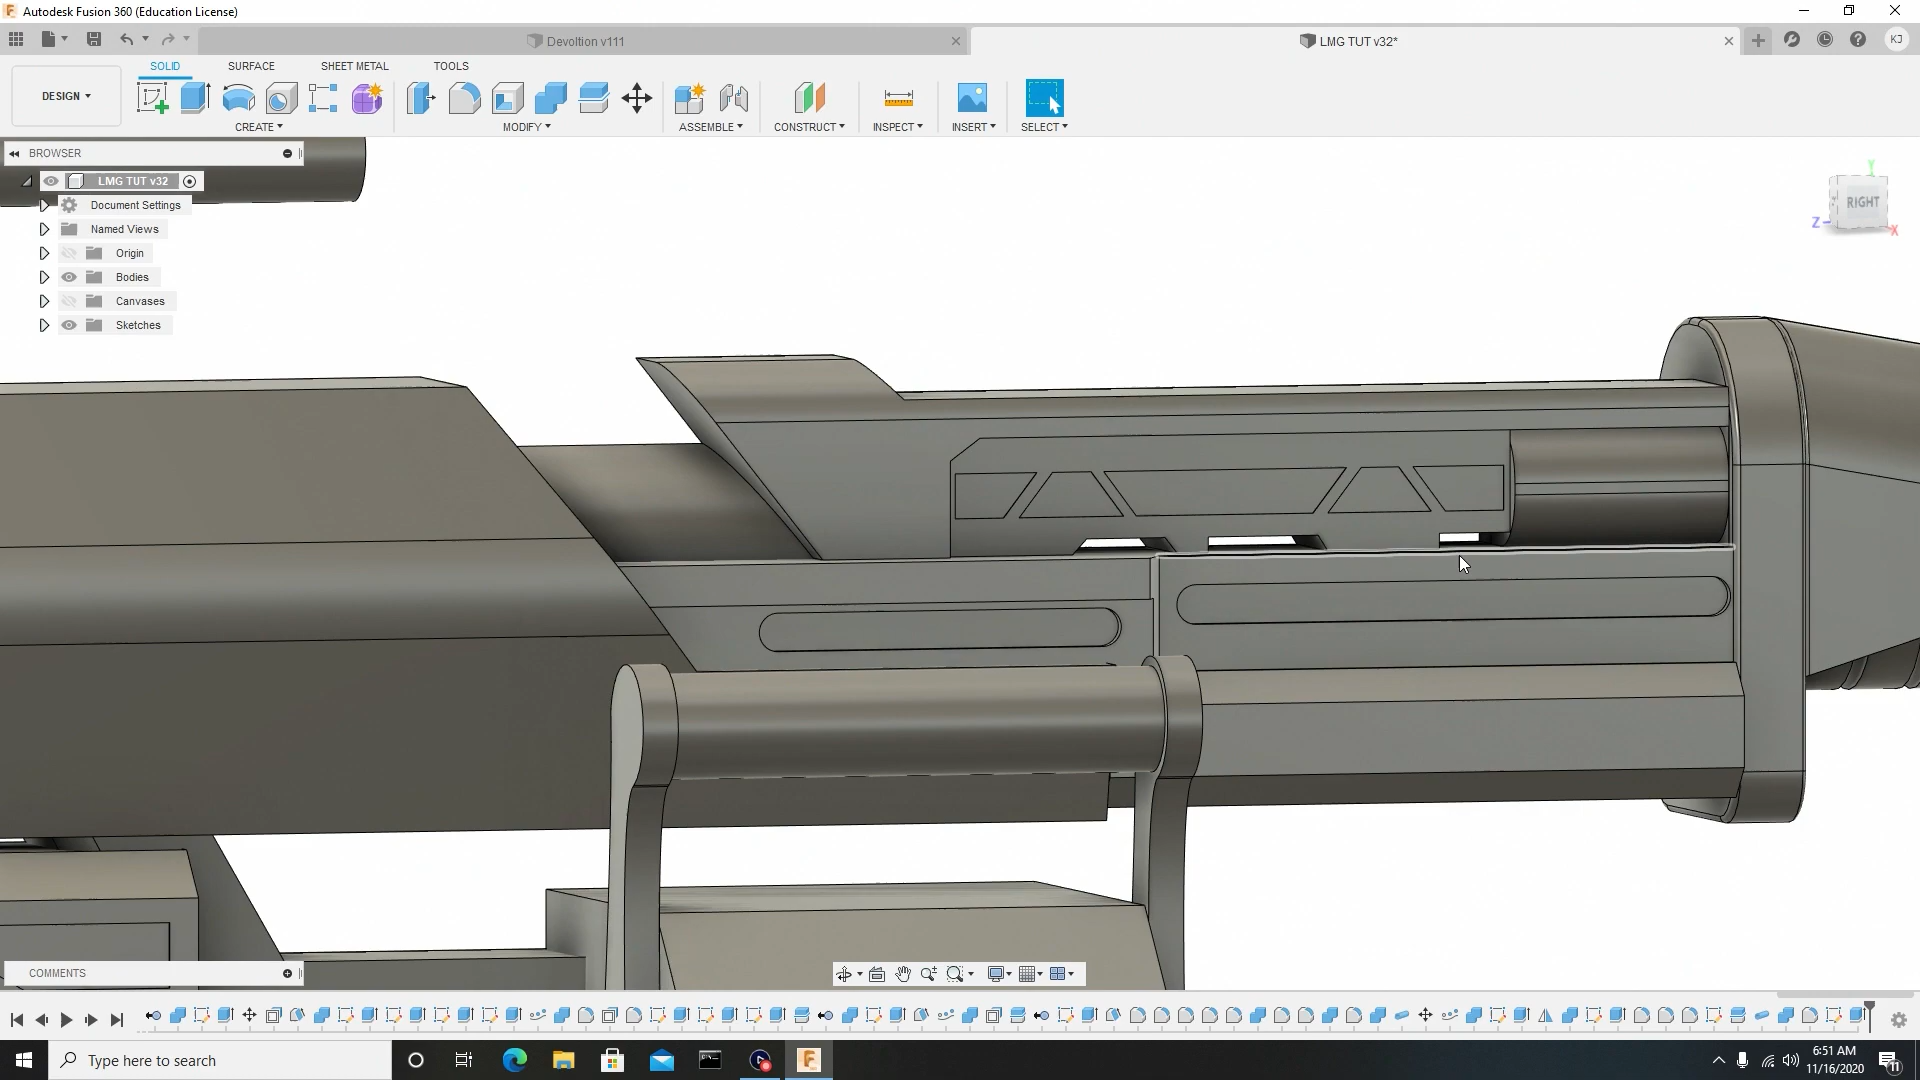 Autodesk Fusion 360 (Education License)
Devoltion v111
LMG TUT v32*
KJ
SOLID
SURFACE
SHEET METAL
TOOLS
DESIGN
CREATE
MODIFY
ASSEMBLE
CONSTRUCT
INSPECT
INSERT
SELECT
BROWSER
LMG TUT v32
Document Settings
Named Views
Origin
Bodies
Canvases
Sketches
Y
RIGHT
Z
X
COMMENTS
Type here to search
6:51 AM
11/16/2020
11